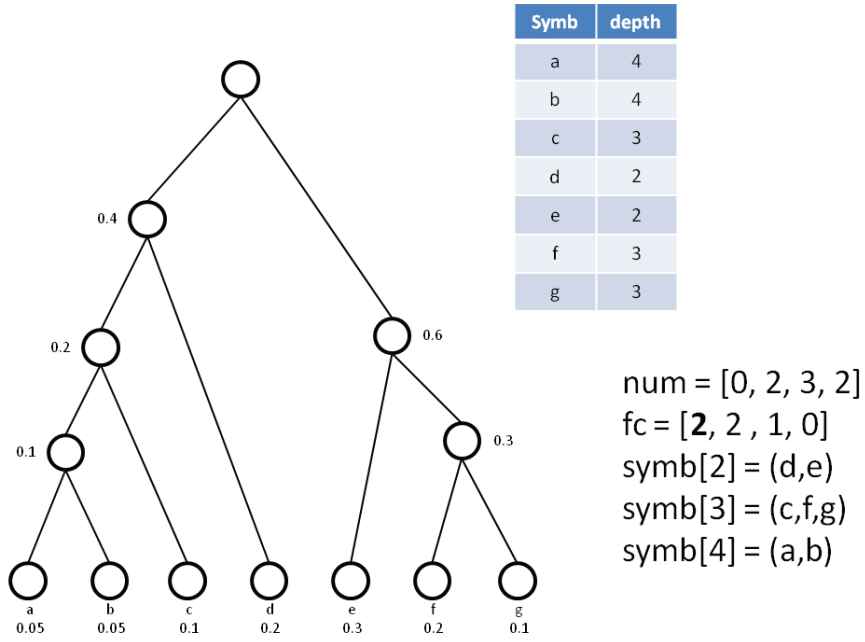 Symb depth
a 4
b 4
c 3
d 2
e 2
f 3
g 3
0.4
0.2
0.6
0.1
0.3
a b c d e f g
0.05 0.05 0.1 0.2 0.3 0.2 0.1
num = [0, 2, 3, 2]
fc = [2, 2 , 1, 0]
symb[2] = (d,e)
symb[3] = (c,f,g)
symb[4] = (a,b)